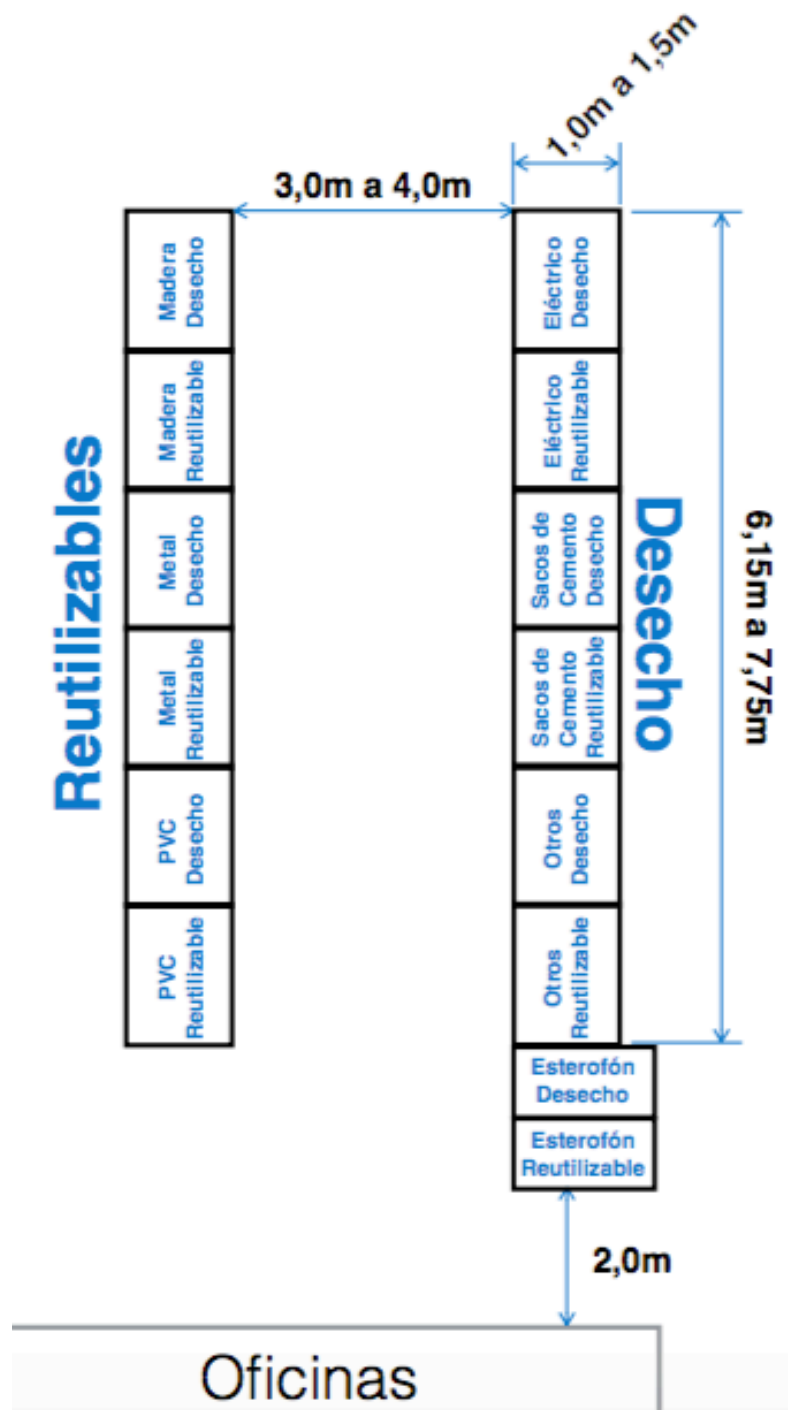 1,0m a 1,5m
3,0m a 4,0m
Reutilizables
Madera
Desecho
Madera
Reutilizable
Metal
Desecho
Metal
Reutilizable
PVC
Desecho
PVC
Reutilizable
Eléctrico
Desecho
Eléctrico
Reutilizable
Sacos de
Cemento
Desecho
Sacos de
Cemento
Reutilizable
Otros
Desecho
Otros
Reutilizable
Esterofón
Desecho
Esterofón
Reutilizable
Desecho
6,15m a 7,75m
2,0m
Oficinas